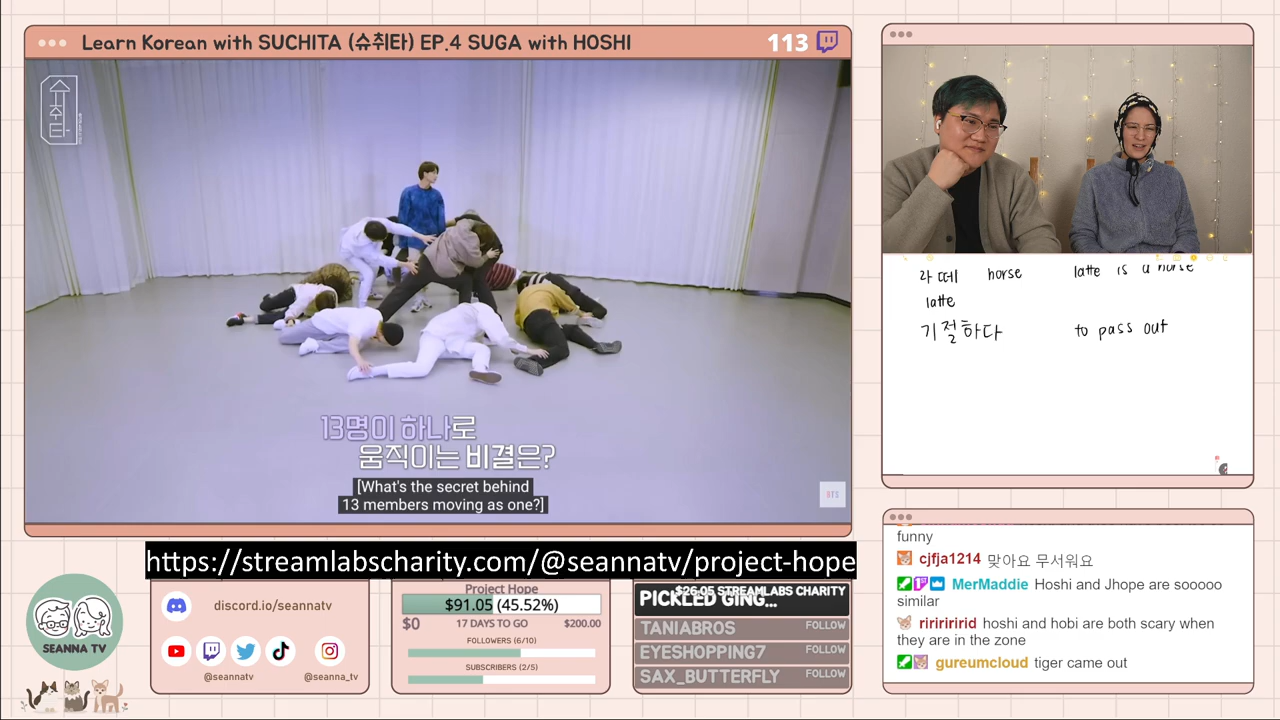 Learn Korean with SUCHITA (슈취타) EP.4 SUGA with HOSHI
113
슈취타
13명이 하나로
움직이는 비결은?
[What's the secret behind
13 members moving as one?]
BTS
라떼 horse latte is a horse
latte
기절하다 to pass out
https://streamlabscharity.com/@seannatv/project-hope
SEANNA TV
discord.io/seannatv
@seannatv
@seanna_tv
Project Hope
$91.05 (45.52%)
$0 17 DAYS TO GO $200.00
FOLLOWERS (6/10)
SUBSCRIBERS (2/5)
$26.05 STREAMLABS CHARITY
PICKLED GING...
TANIABROS FOLLOW
EYESHOPPING7 FOLLOW
SAX_BUTTERFLY FOLLOW
funny
cjfja1214 맞아요 무서워요
MerMaddie Hoshi and Jhope are sooooo
similar
riririririd hoshi and hobi are both scary when
they are in the zone
gureumcloud tiger came out